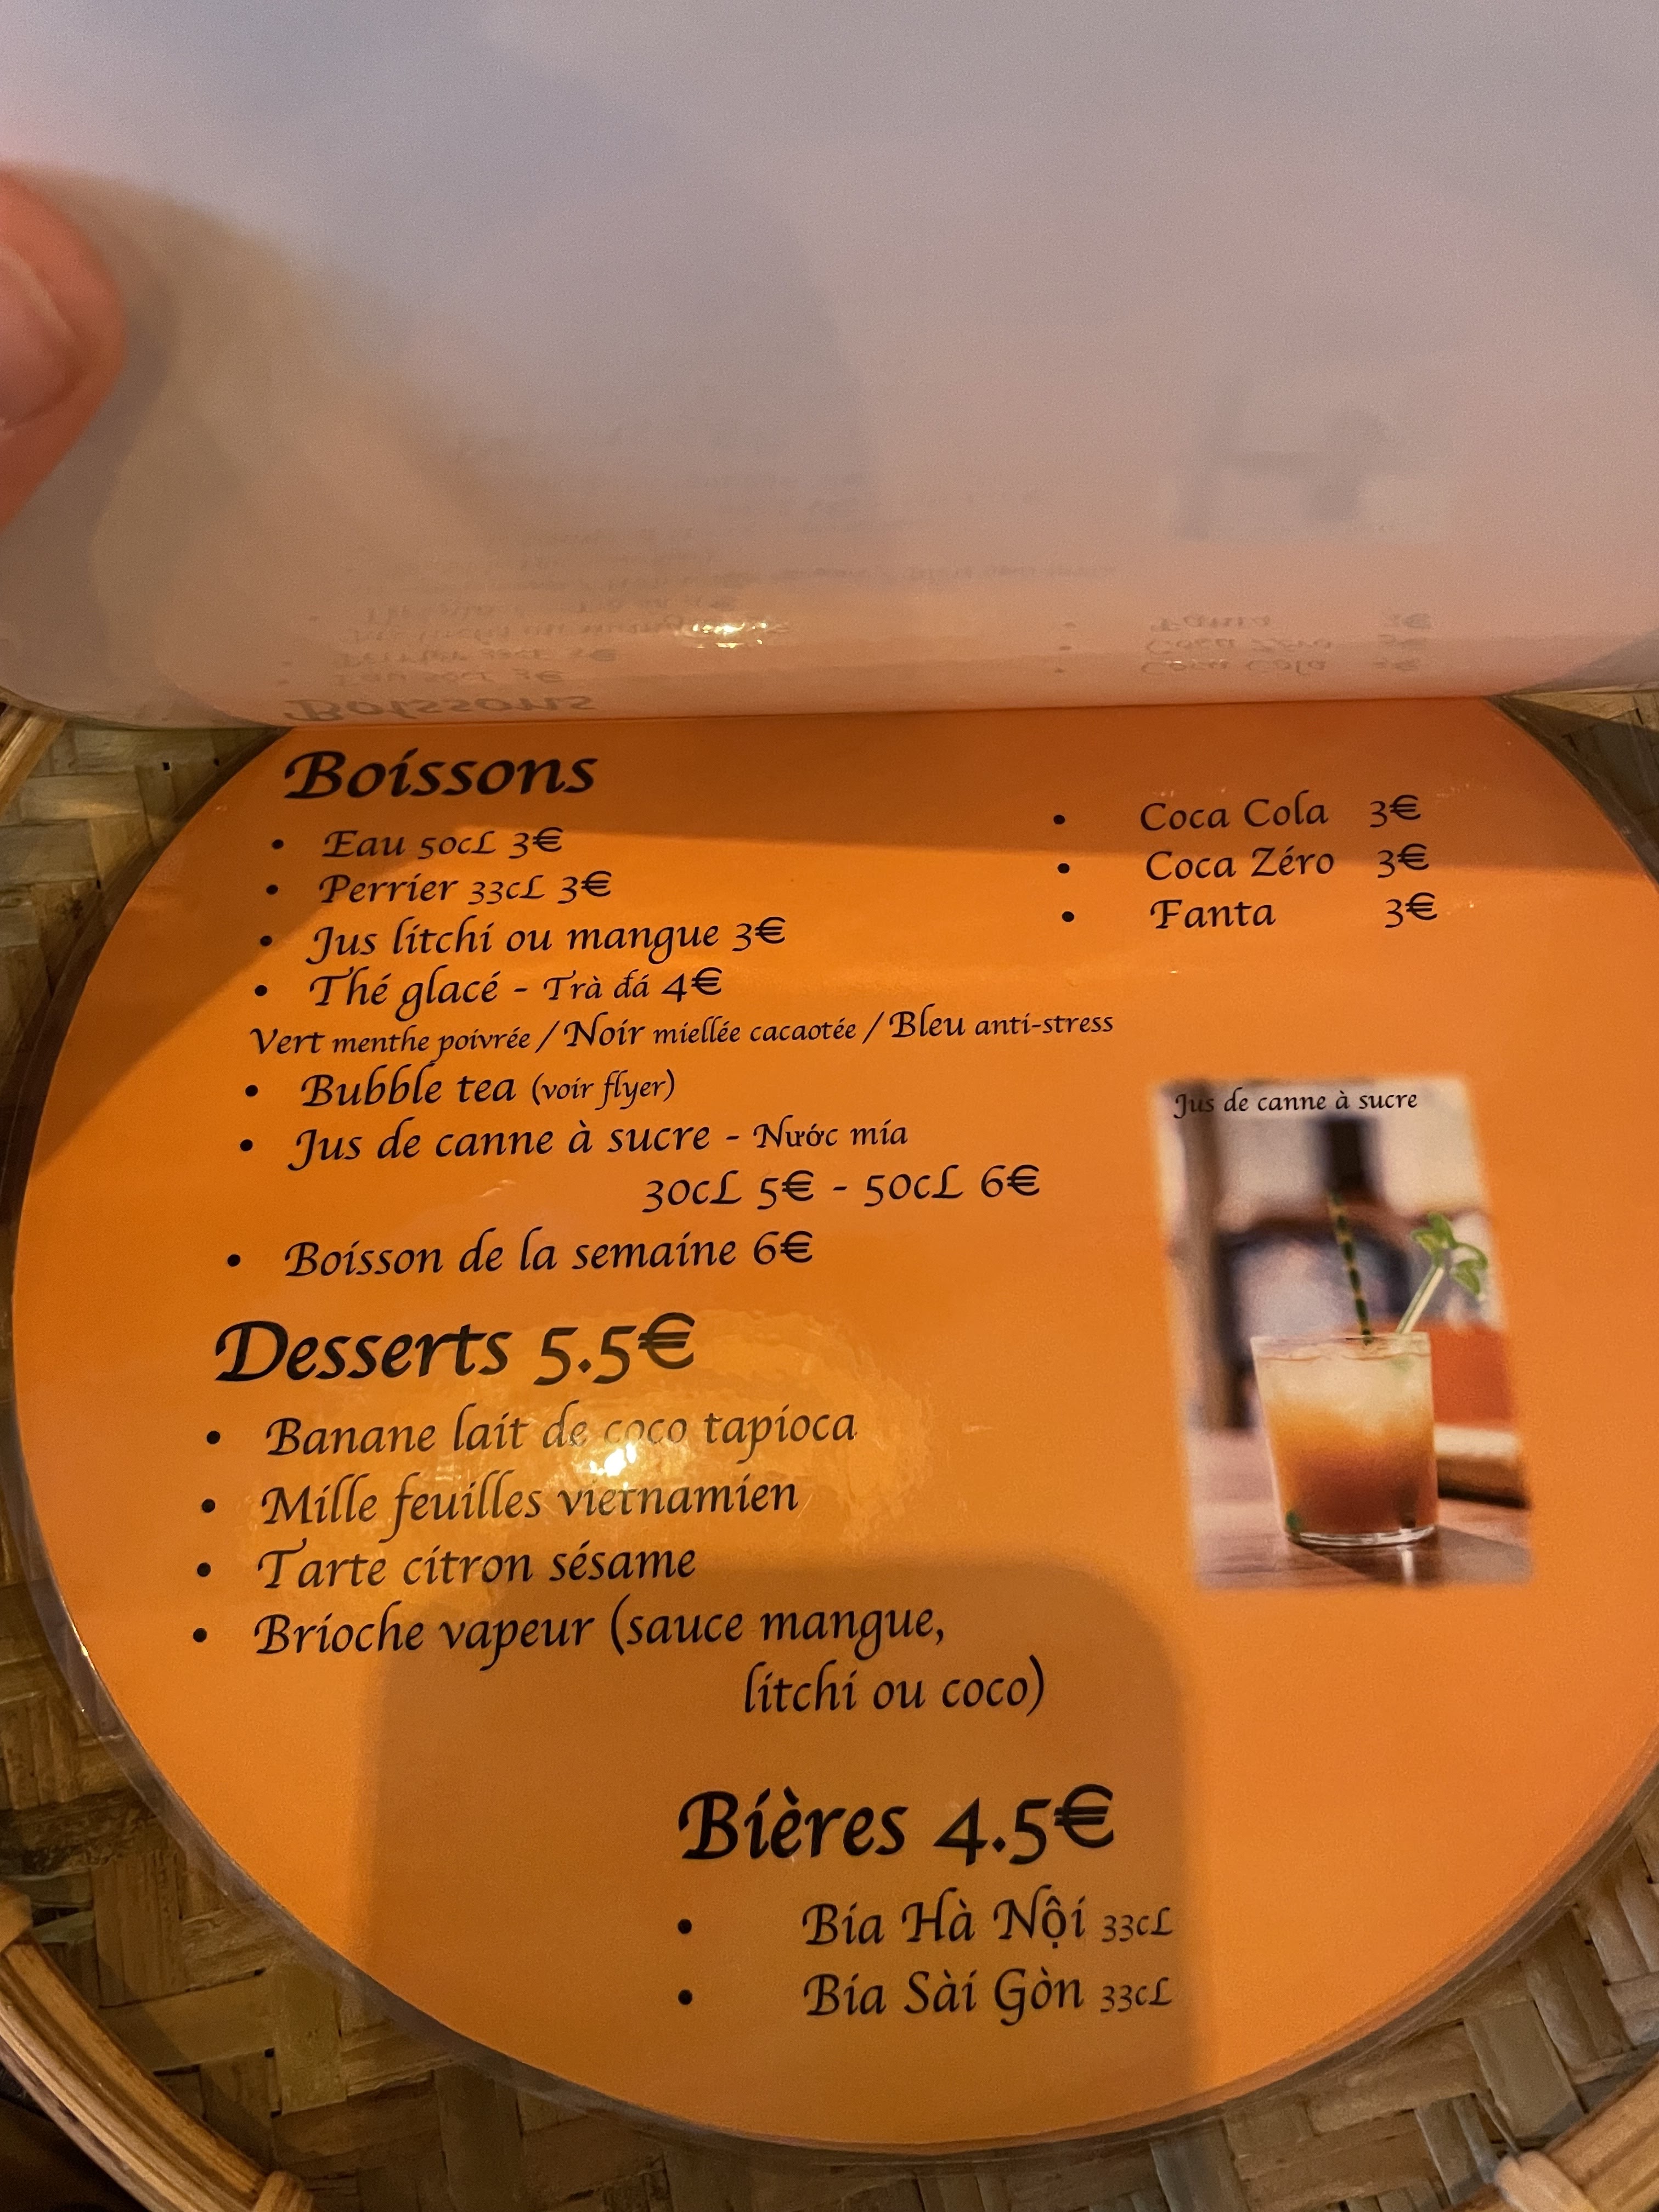 Boissons
• Eau 50cL 3€
• Perrier 33cL 3€
• Jus litchi ou mangue 3€
• Thé glacé - Trà đá 4€
Vert menthe poivrée / Noir miellée cacaotée / Bleu anti-stress
• Bubble tea (voir flyer)
• Jus de canne à sucre - Nước mía
30cL 5€ - 50cL 6€
• Boisson de la semaine 6€
• Coca Cola 3€
• Coca Zéro 3€
• Fanta 3€
Jus de canne à sucre
Desserts 5.5€
• Banane lait de coco tapioca
• Mille feuilles vietnamien
• Tarte citron sésame
• Brioche vapeur (sauce mangue,
litchi ou coco)
Bières 4.5€
• Bia Hà Nội 33cL
• Bia Sài Gòn 33cL